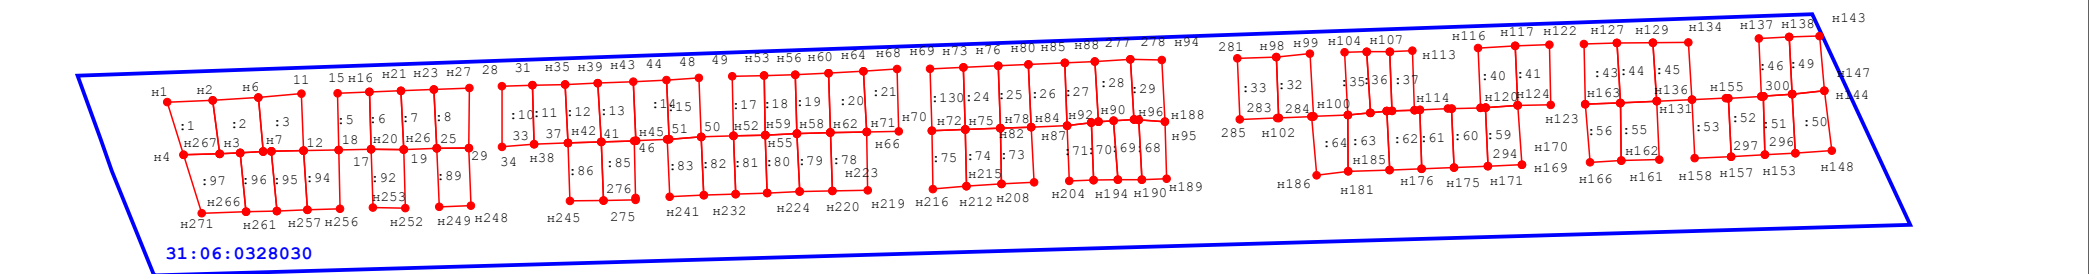 н1 н2 н6 11 15 н16 н21 н23 н27 28 31 н35 н39 н43 44 48 49 н53 н56 н60 н64 н68 н69 н73 н76 н80 н85 н88 277 278 н94 281 н98 н99 н104 н107 н113 н116 н117 н122 н127 н129 н134 н137 н138 н143
:1 :2 :3 :5 :6 :7 :8 :10 :11 :12 :13 :14 :15 :17 :18 :19 :20 :21 :130 :24 :25 :26 :27 :28 :29 :33 :32 :35 :36 :37 :40 :41 :43 :44 :45 :46 :49 н147
н4 н267 н3 н7 12 18 17 н20 н26 19 25 29 34 33 н38 37 н42 41 н45 46 51 50 н52 н59 н55 н58 н62 н71 н66 н70 н72 н75 н78 н82 н84 н87 н92 н90 н96 н188 н95 285 283 н102 284 н100 н114 н120 н124 н123 н163 н136 н131 н155 300 н144
:97 :96 :95 :94 :92 :89 :86 :85 :83 :82 :81 :80 :79 :78 :75 :74 :73 :71 :70 :69 :68 :64 :63 :62 :61 :60 :59 :56 :55 :53 :52 :51 :50
н271 н266 н261 н257 н256 н253 н252 н249 н248 н245 276 275 н241 н232 н224 н220 н223 н219 н216 н215 н212 н208 н204 н194 н190 н189 н186 н185 н181 н176 н175 294 н171 н170 н169 н166 н162 н161 н158 297 н157 296 н153 н148
31:06:0328030